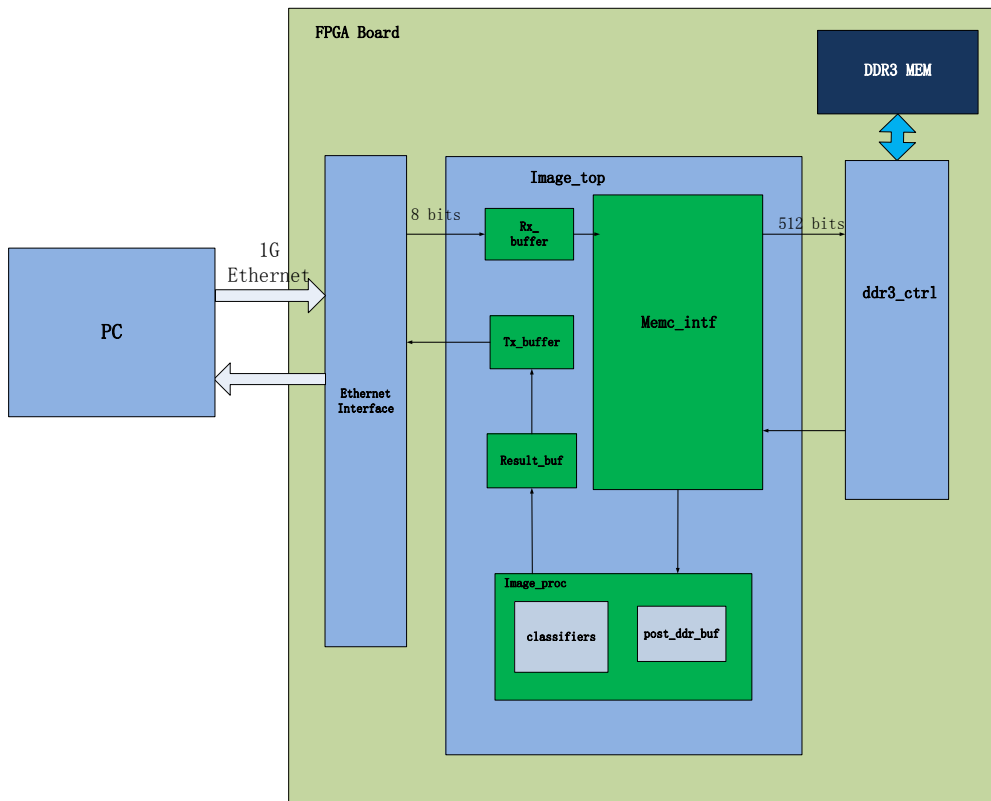 FPGA Board
DDR3 MEM
Image_top
8 bits
Rx_
buffer
512 bits
1G
Ethernet
ddr3_ctrl
PC
Memc_intf
Tx_buffer
Ethernet
Interface
Result_buf
Image_proc
classifiers
post_ddr_buf